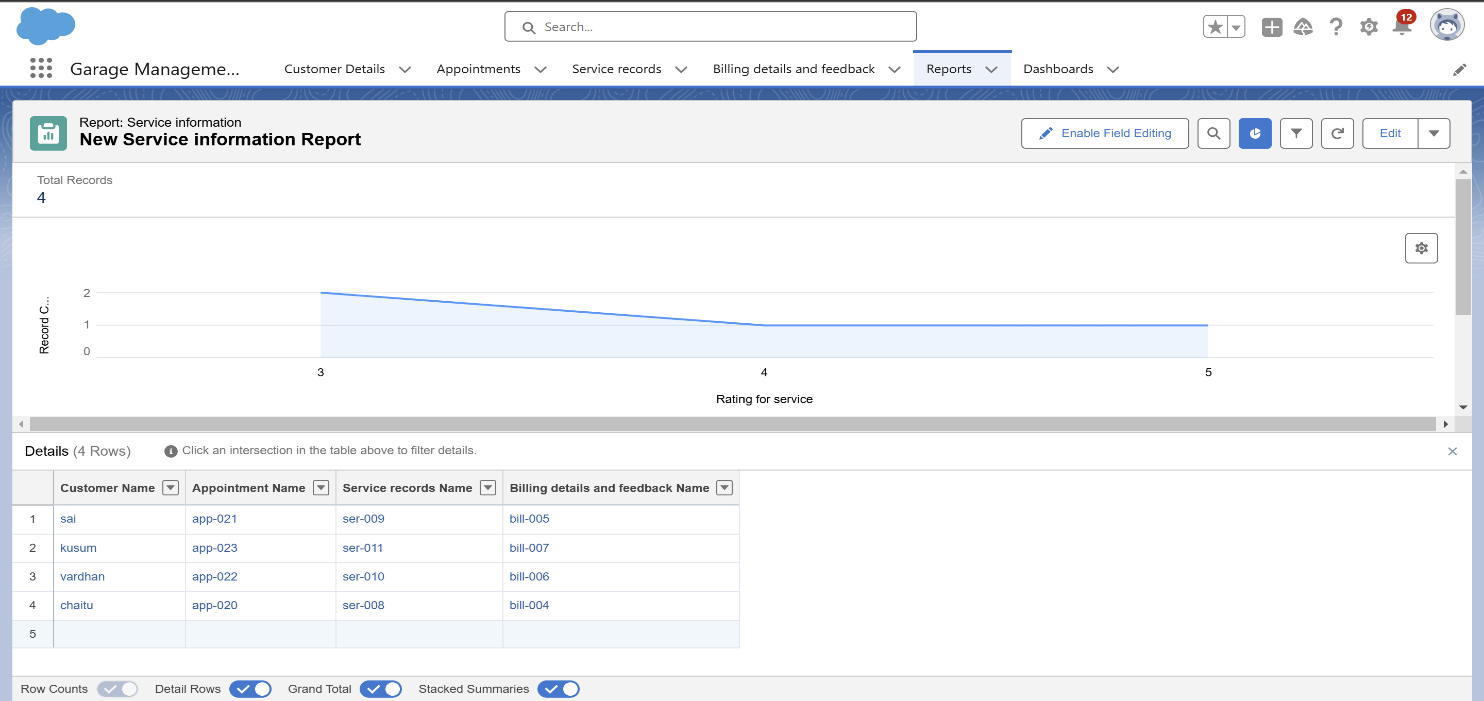 Search...
12
Garage Manageme...
Customer Details
Appointments
Service records
Billing details and feedback
Reports
Dashboards
Report: Service information
New Service information Report
Enable Field Editing
Edit
Total Records
4
Record C...
2
1
0
3
4
5
Rating for service
Details (4 Rows)
Click an intersection in the table above to filter details.
Customer Name Appointment Name Service records Name Billing details and feedback Name
1 sai app-021 ser-009 bill-005
2 kusum app-023 ser-011 bill-007
3 vardhan app-022 ser-010 bill-006
4 chaitu app-020 ser-008 bill-004
5
Row Counts Detail Rows Grand Total Stacked Summaries